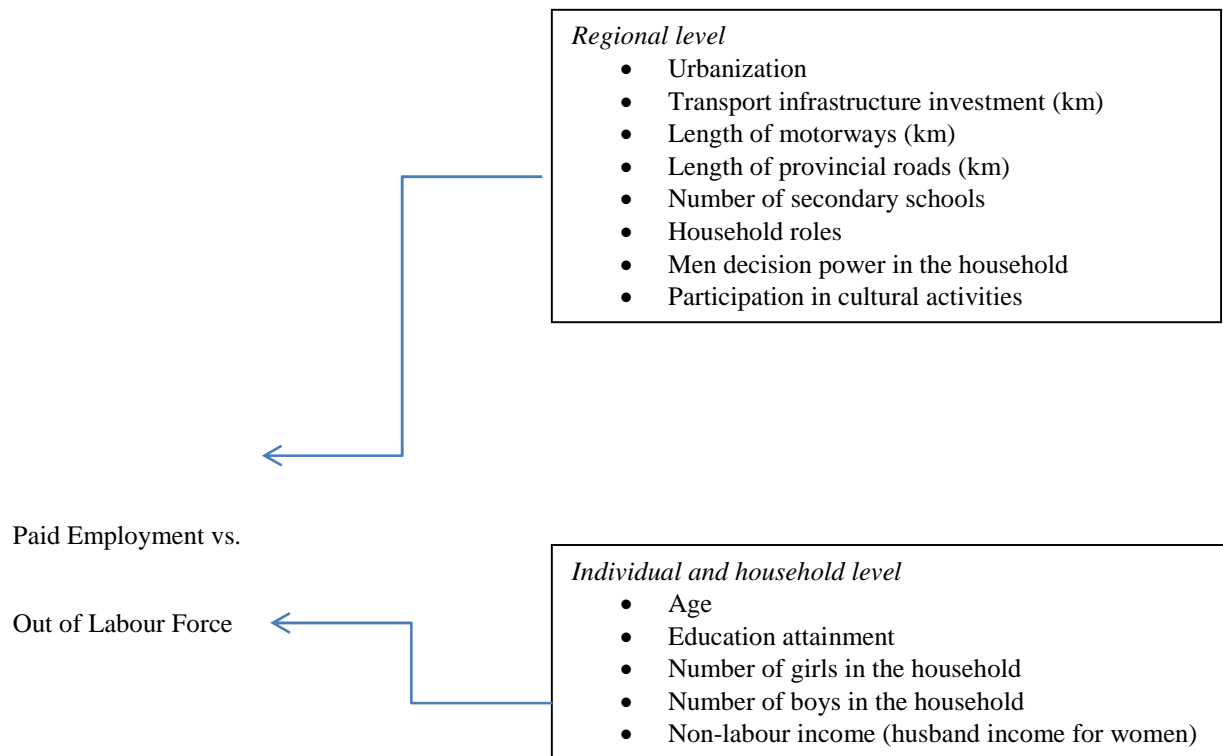 Regional level
• Urbanization
• Transport infrastructure investment (km)
• Length of motorways (km)
• Length of provincial roads (km)
• Number of secondary schools
• Household roles
• Men decision power in the household
• Participation in cultural activities
Paid Employment vs.
Out of Labour Force
Individual and household level
• Age
• Education attainment
• Number of girls in the household
• Number of boys in the household
• Non-labour income (husband income for women)